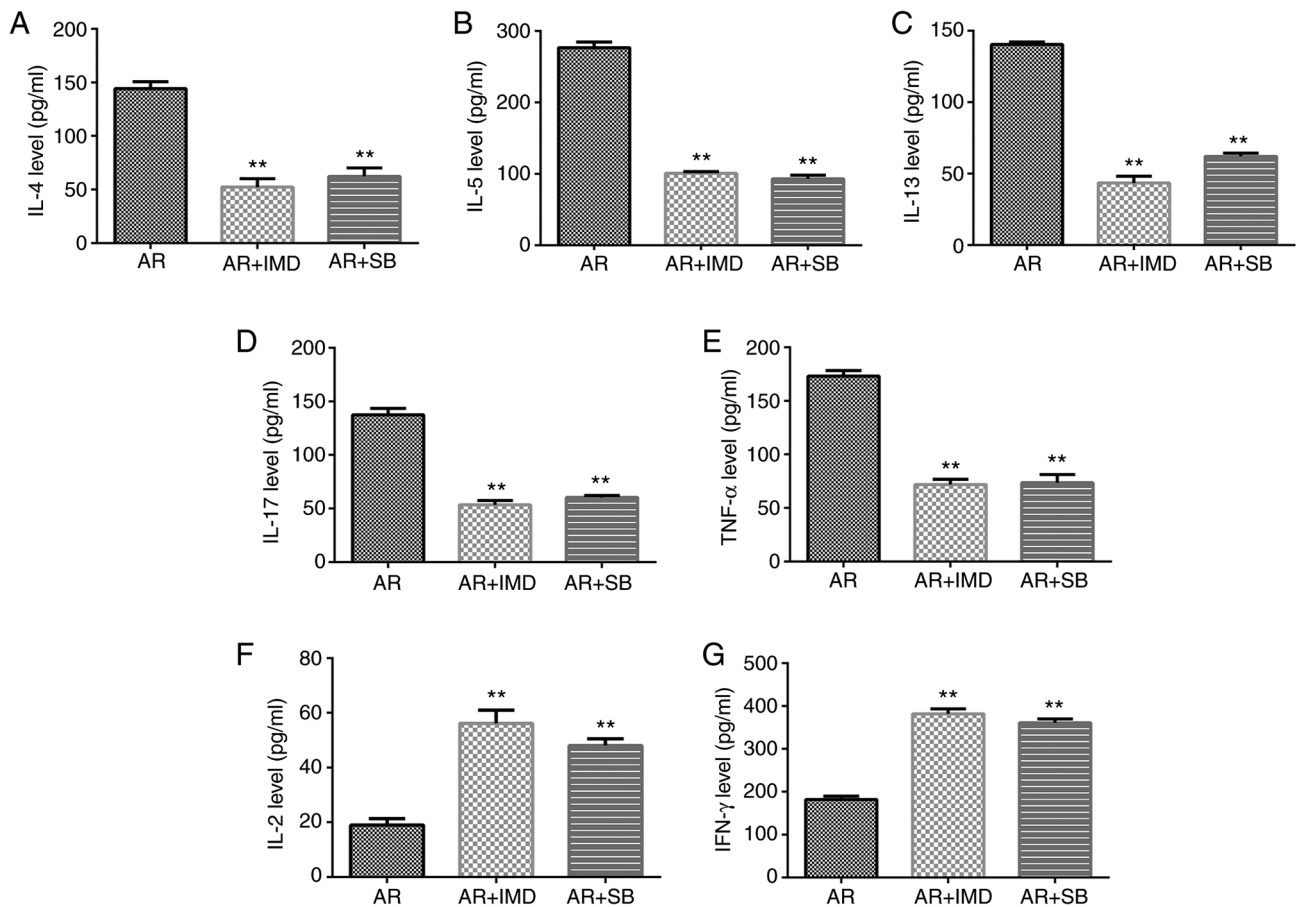 A
IL-4 level (pg/ml)
200
150
100
50
0
**
**
AR
AR+IMD
AR+SB
B
IL-5 level (pg/ml)
300
200
100
0
**
**
AR
AR+IMD
AR+SB
C
IL-13 level (pg/ml)
150
100
50
0
**
**
AR
AR+IMD
AR+SB
D
IL-17 level (pg/ml)
200
150
100
50
0
**
**
AR
AR+IMD
AR+SB
E
TNF-α level (pg/ml)
200
150
100
50
0
**
**
AR
AR+IMD
AR+SB
F
IL-2 level (pg/ml)
80
60
40
20
0
**
**
AR
AR+IMD
AR+SB
G
IFN-γ level (pg/ml)
500
400
300
200
100
0
**
**
AR
AR+IMD
AR+SB